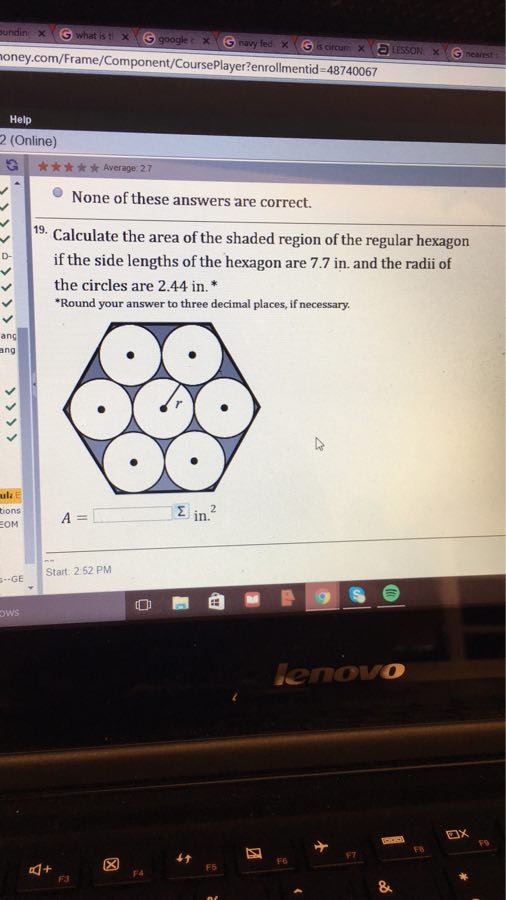 what is t
google
navy fed
is circum
LESSON
nearest
oney.com/Frame/Component/CoursePlayer?enrollmentid=48740067
Help
2 (Online)
Average: 2.7
None of these answers are correct.
19. Calculate the area of the shaded region of the regular hexagon
if the side lengths of the hexagon are 7.7 in. and the radii of
the circles are 2.44 in.*
*Round your answer to three decimal places, if necessary.
D-
ang
ang
r
A = Σ in.²
tions
EOM
Start: 2:52 PM
s--GE
ows
lenovo
F3
F4
F5
F6
F7
F8
F9
%
&
*